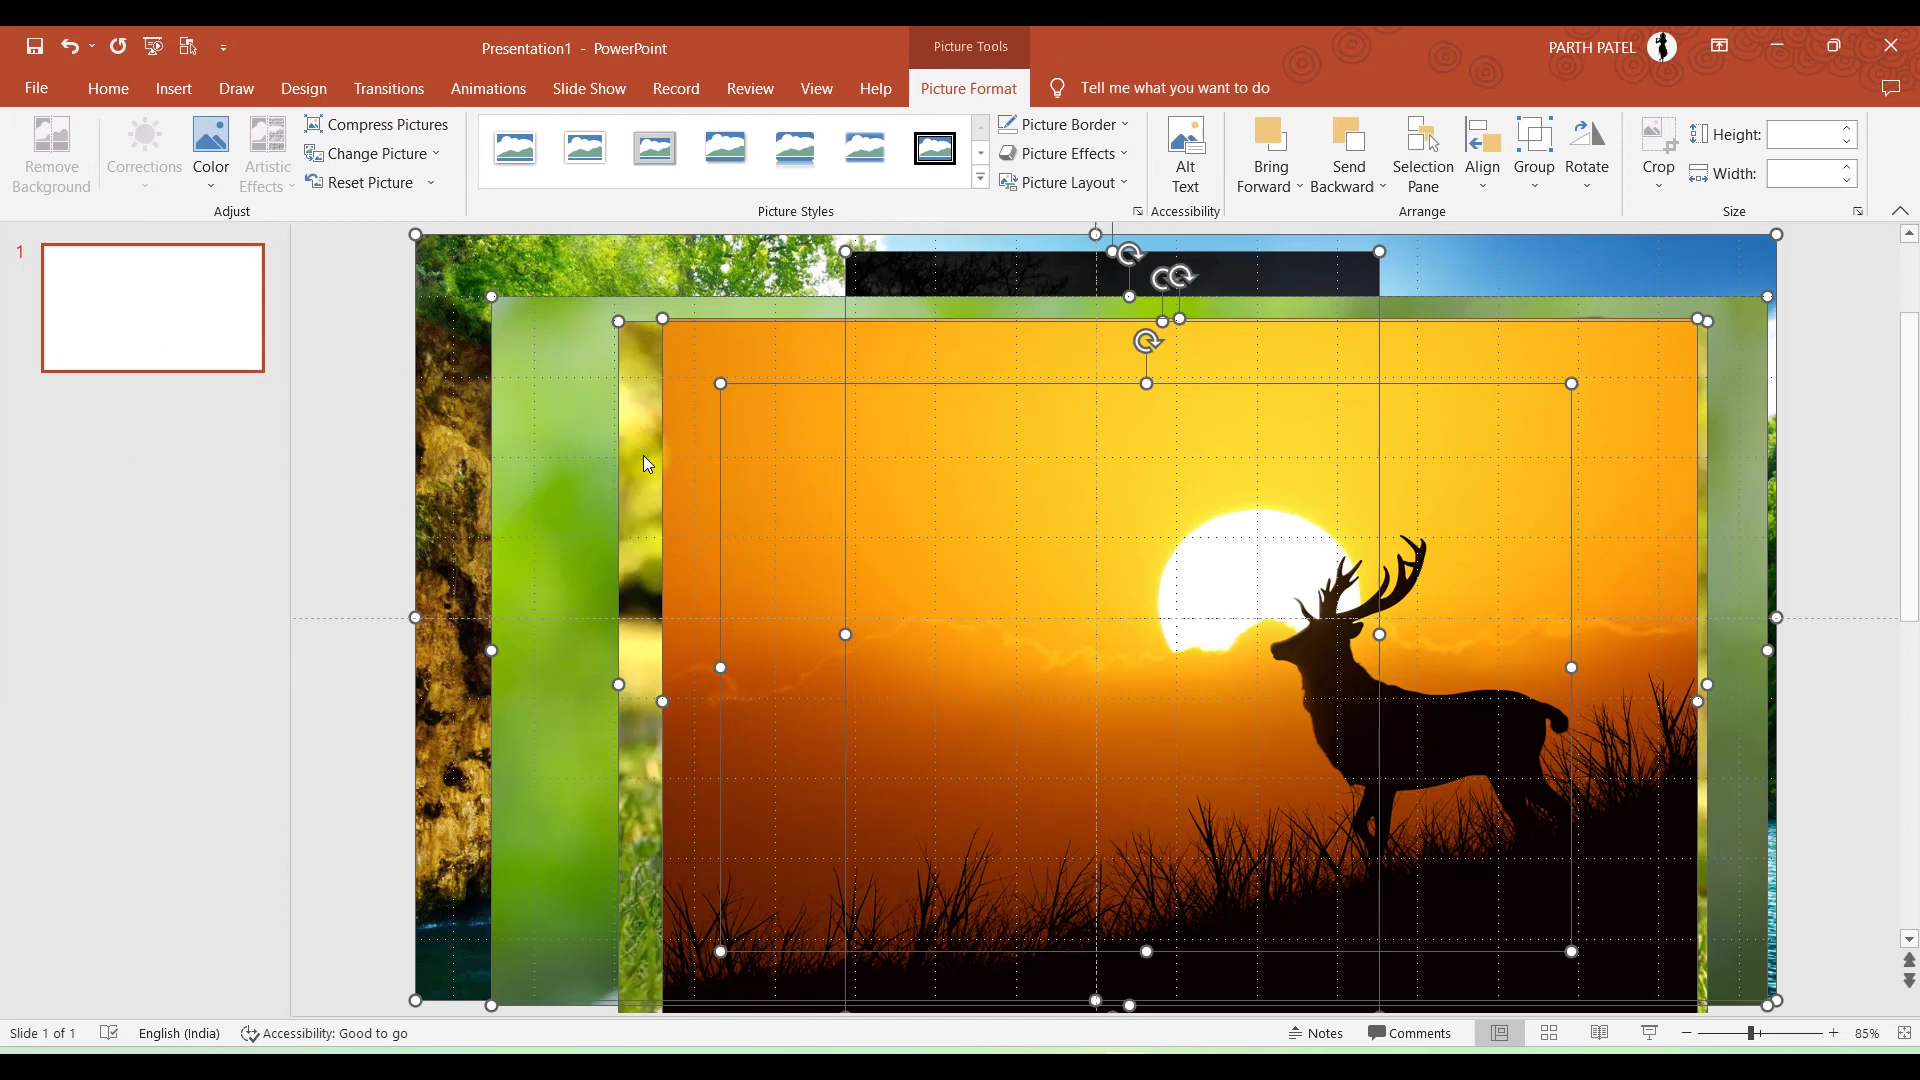 Presentation1 - PowerPoint
Picture Tools
PARTH PATEL
File
Home
Insert
Draw
Design
Transitions
Animations
Slide Show
Record
Review
View
Help
Picture Format
Tell me what you want to do
Remove
Background
Corrections
Color
Artistic
Effects
Compress Pictures
Change Picture
Reset Picture
Adjust
Picture Styles
Picture Border
Picture Effects
Picture Layout
Alt
Text
Accessibility
Bring
Forward
Send
Backward
Selection
Pane
Align
Group
Rotate
Arrange
Crop
Height:
Width:
Size
1
Slide 1 of 1
English (India)
Accessibility: Good to go
Notes
Comments
85%